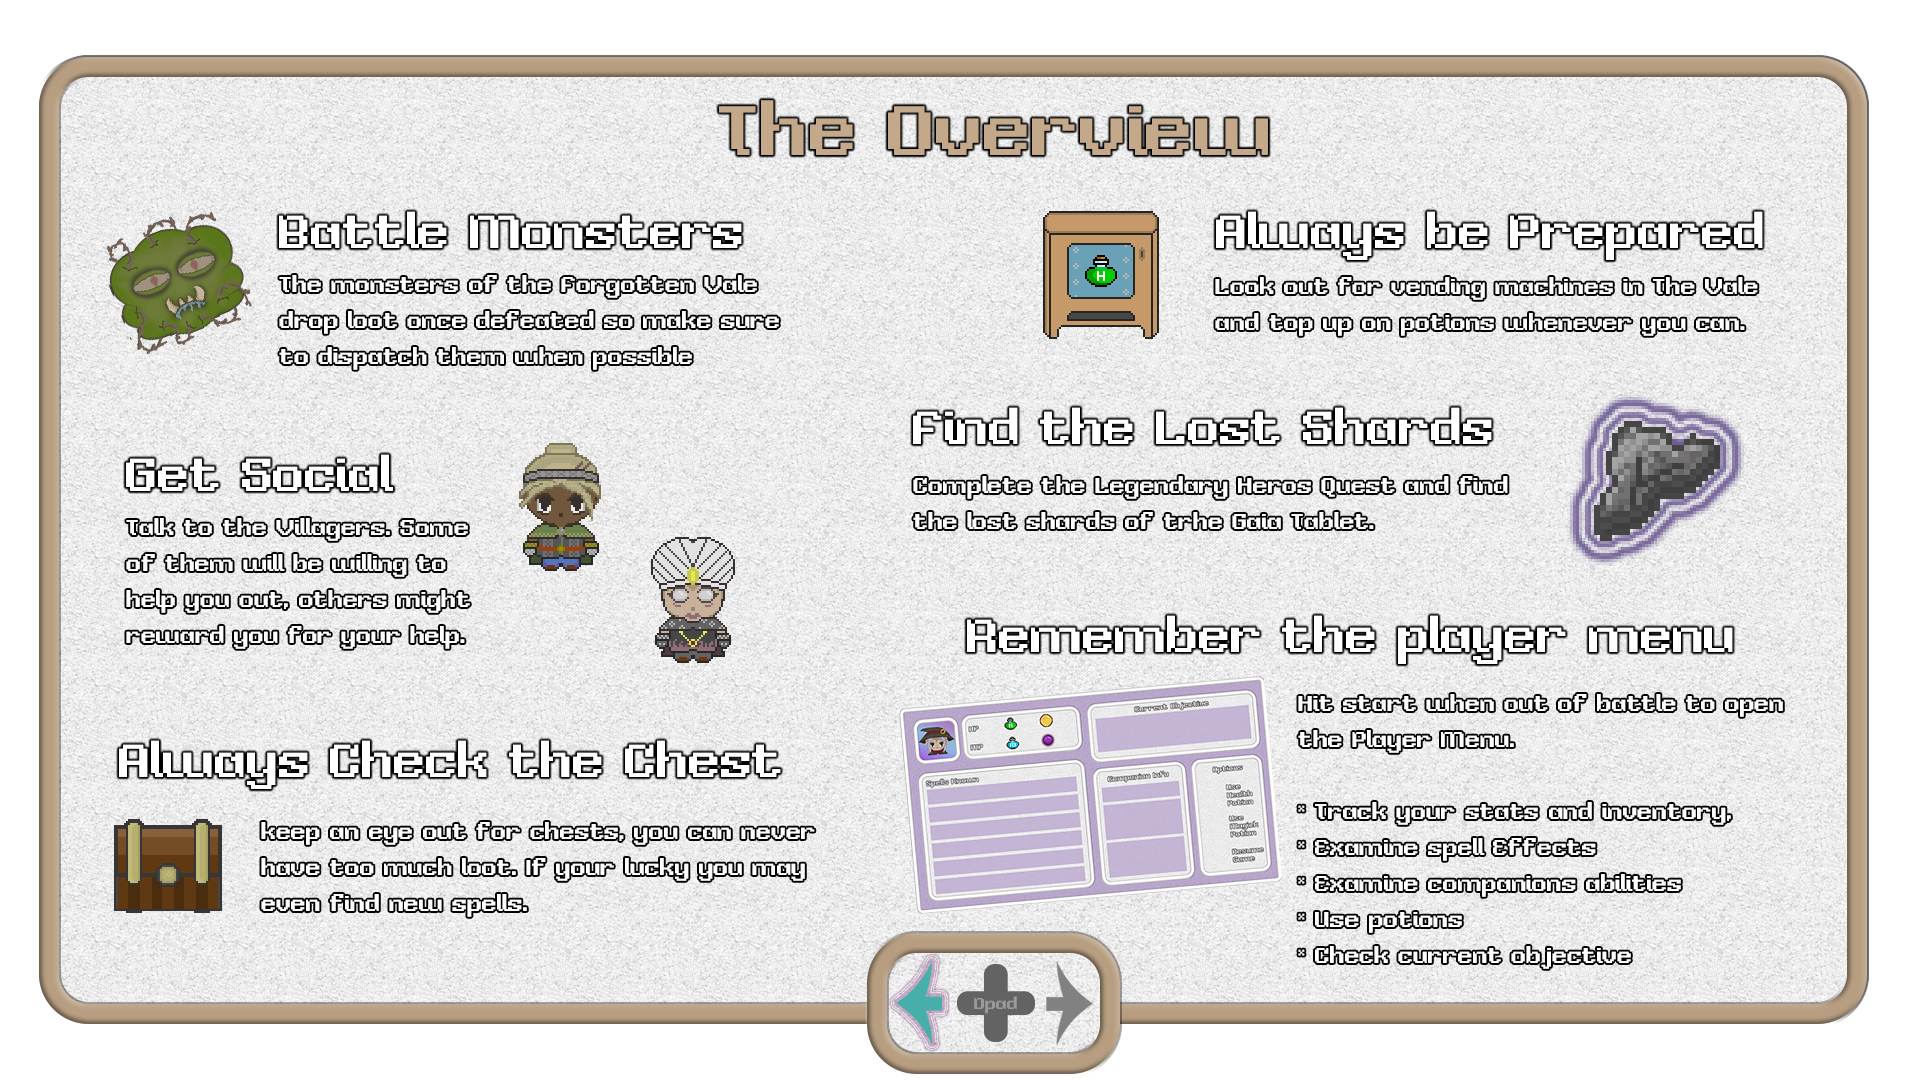 The Overview
Battle Monsters
The monsters of the Forgotten Vale
drop loot once defeated so make sure
to dispatch them when possible
Get Social
Talk to the Villagers. Some
of them will be willing to
help you out, others might
reward you for your help.
Always Check the Chest
keep an eye out for chests, you can never
have too much loot. If your lucky you may
even find new spells.
Always be Prepared
H
Look out for vending machines in The Vale
and top up on potions whenever you can.
Find the Lost Shards
Complete the Legendary Heros Quest and find
the lost shards of trhe Gaia Tablet.
Remember the player menu
HP
MP
Current Objective
Spells Known
Companion Info
Options
Use
Health
Potion
Use
Magick
Potion
Resume
Game
Hit start when out of battle to open
the Player Menu.
* Track your stats and inventory,
* Examine spell Effects
* Examine companions abilities
* Use potions
* Check current objective
Dpad